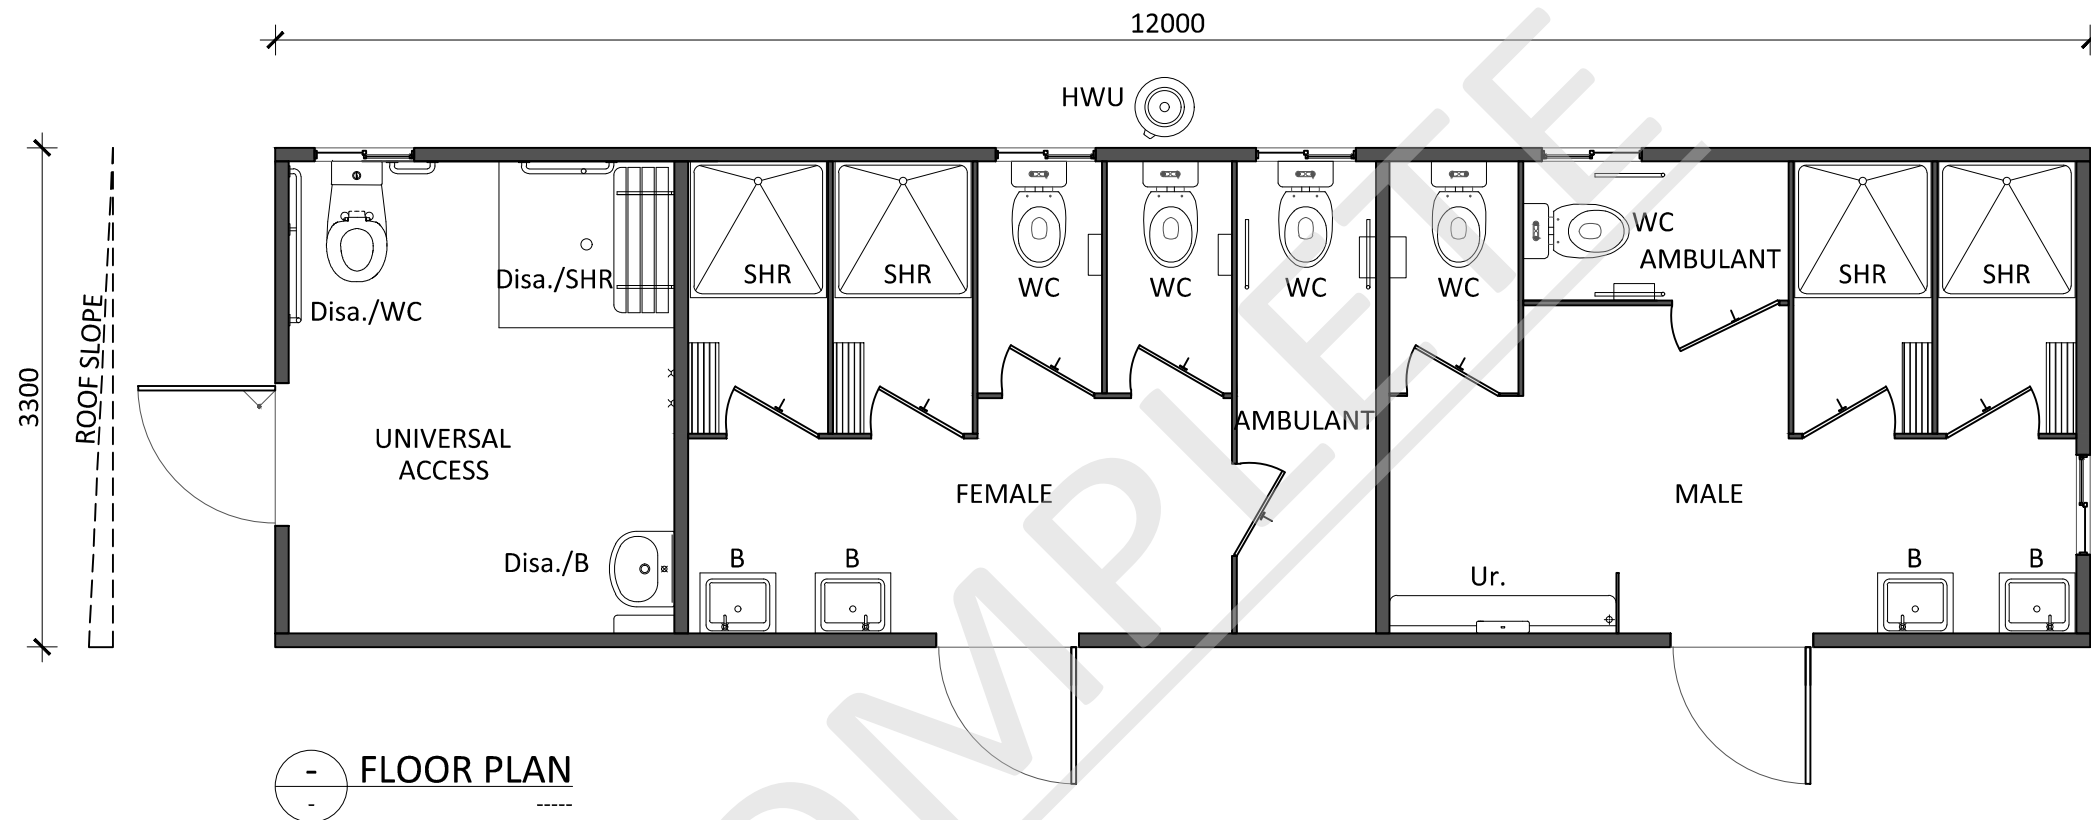 12000
HWU
3300
ROOF SLOPE
Disa./WC
Disa./SHR
SHR
SHR
WC
WC
WC
WC
WC
AMBULANT
SHR
SHR
UNIVERSAL
ACCESS
AMBULANT
FEMALE
MALE
Disa./B
B
B
Ur.
B
B
- FLOOR PLAN
- -----
OMPLETE